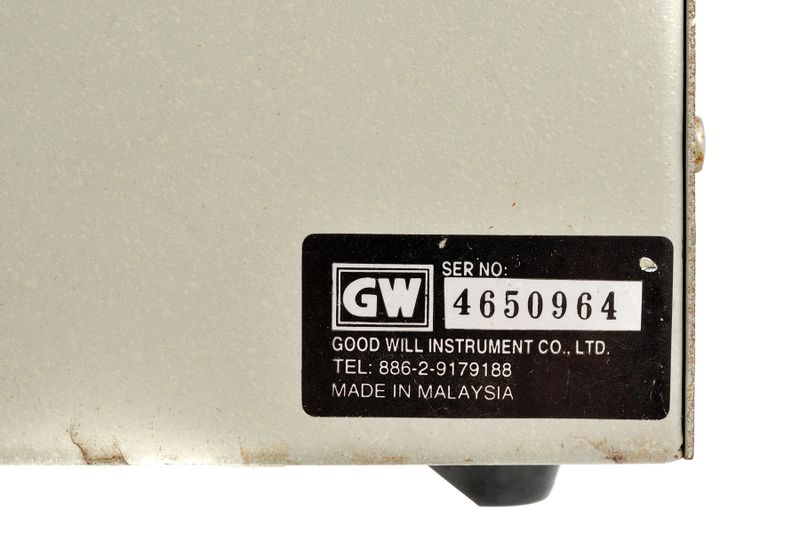 GW
SER NO:
4650964
GOOD WILL INSTRUMENT CO., LTD.
TEL: 886-2-9179188
MADE IN MALAYSIA